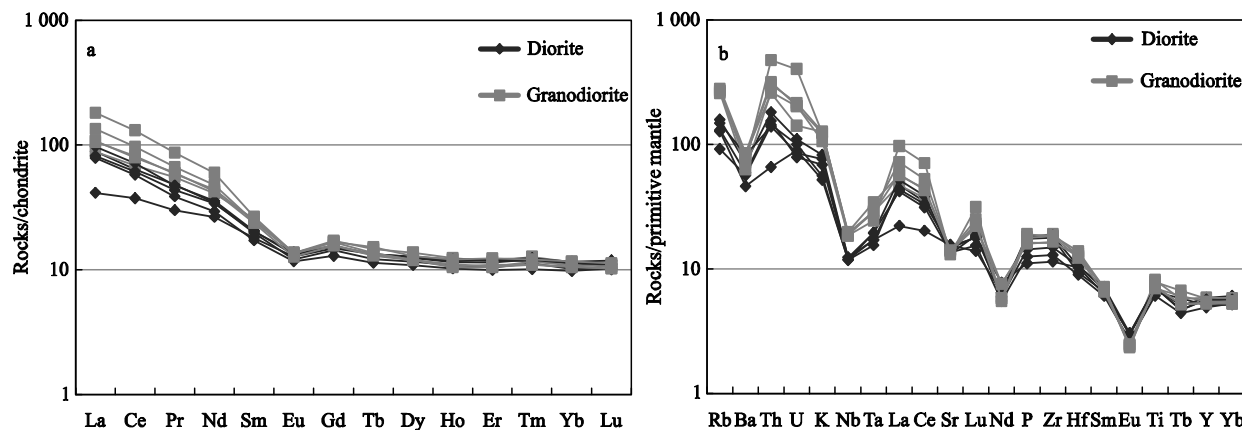 a
Diorite
Granodiorite
Rocks/chondrite
1 000
100
10
1
La Ce Pr Nd Sm Eu Gd Tb Dy Ho Er Tm Yb Lu
b
Diorite
Granodiorite
Rocks/primitive mantle
1 000
100
10
1
Rb Ba Th U K Nb Ta La Ce Sr Lu Nd P Zr Hf Sm Eu Ti Tb Y Yb